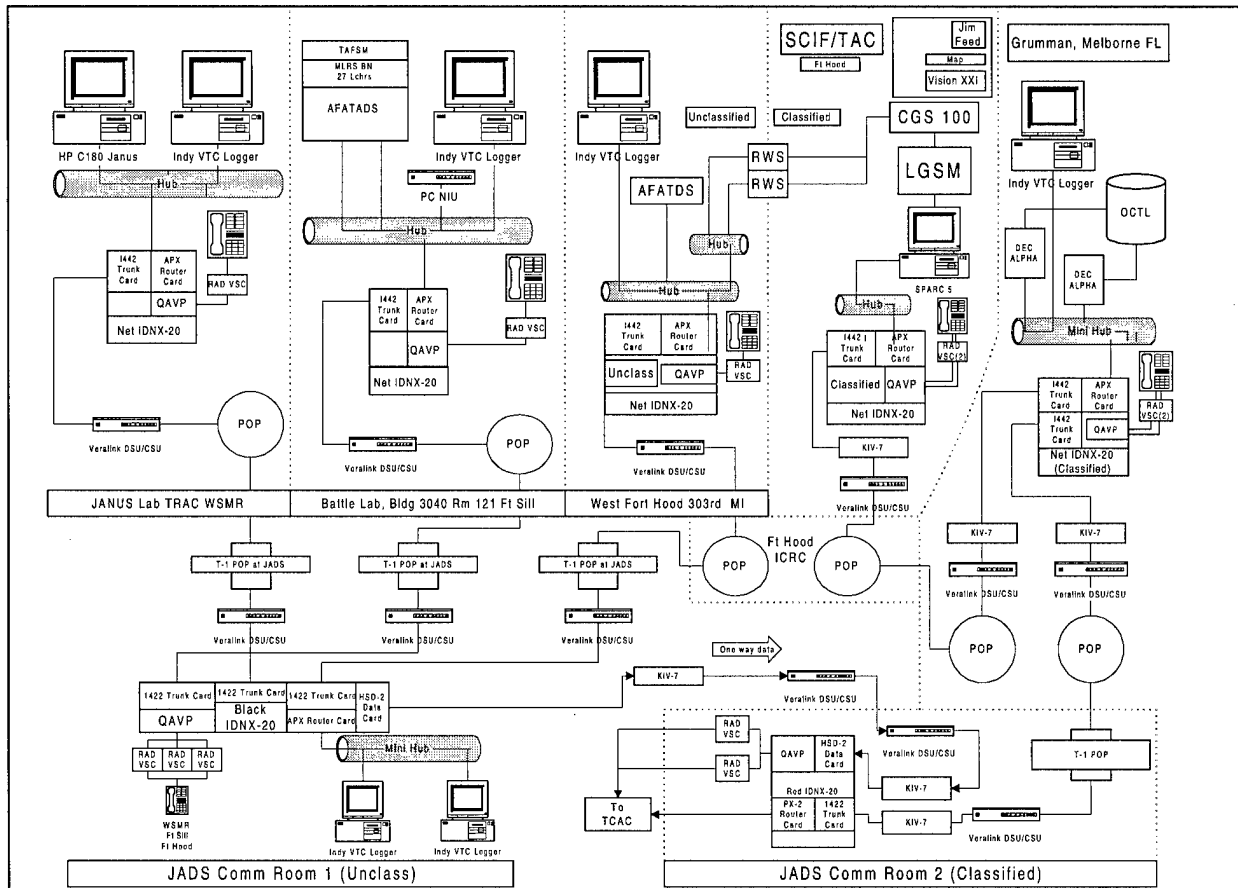 HP C180 Janus
Indy VTC Logger
Hub
1442 Trunk Card
APX Router Card
QAVP
RAD VSC
Net IDNX-20
Veralink DSU/CSU
POP
JANUS Lab TRAC WSMR
TAFSM
MLRS BN
27 Lchrs
AFATADS
Indy VTC Logger
PC NIU
Hub
1442 Trunk Card
APX Router Card
QAVP
RAD VSC
Net IDNX-20
Veralink DSU/CSU
POP
Battle Lab, Bldg 3040 Rm 121 Ft Sill
Indy VTC Logger
Unclassified
AFATDS
Hub
Hub
1442 Trunk Card
APX Router Card
Unclass
QAVP
RAD VSC
Net IDNX-20
Veralink DSU/CSU
West Fort Hood 303rd MI
SCIF/TAC
Ft Hood
Jim Feed
Map
Vision XXi
Classified
CGS 100
RWS
RWS
LGSM
SPARC 5
Hub
1442 Trunk Card
APX Router Card
Classified
QAVP
RAD VSC(2)
Net IDNX-20
KIV-7
Veralink DSU/CSU
Grumman, Melborne FL
Indy VTC Logger
OCTL
DEC ALPHA
DEC ALPHA
Mini Hub
1442 Trunk Card
APX Router Card
1442 Trunk Card
QAVP
RAD VSC(2)
Net IDNX-20
(Classified)
KIV-7
KIV-7
Veralink DSU/CSU
Veralink DSU/CSU
POP
POP
Ft Hood
ICRC
POP
POP
T-1 POP at JADS
T-1 POP at JADS
T-1 POP at JADS
Veralink DSU/CSU
Veralink DSU/CSU
Veralink DSU/CSU
One way data
KIV-7
Veralink DSU/CSU
1422 Trunk Card
1422 Trunk Card
1422 Trunk Card
HSD-2 Data Card
QAVP
Black IDNX-20
APX Router Card
RAD VSC
RAD VSC
RAD VSC
Mini Hub
WSMR
Ft Sill
Ft Hood
Indy VTC Logger
Indy VTC Logger
JADS Comm Room 1 (Unclass)
RAD VSC
RAD VSC
QAVP
HSD-2 Data Card
Red IDNX-20
PX-2 Router Card
1422 Trunk Card
To TCAC
Veralink DSU/CSU
KIV-7
KIV-7
Veralink DSU/CSU
T-1 POP
JADS Comm Room 2 (Classified)